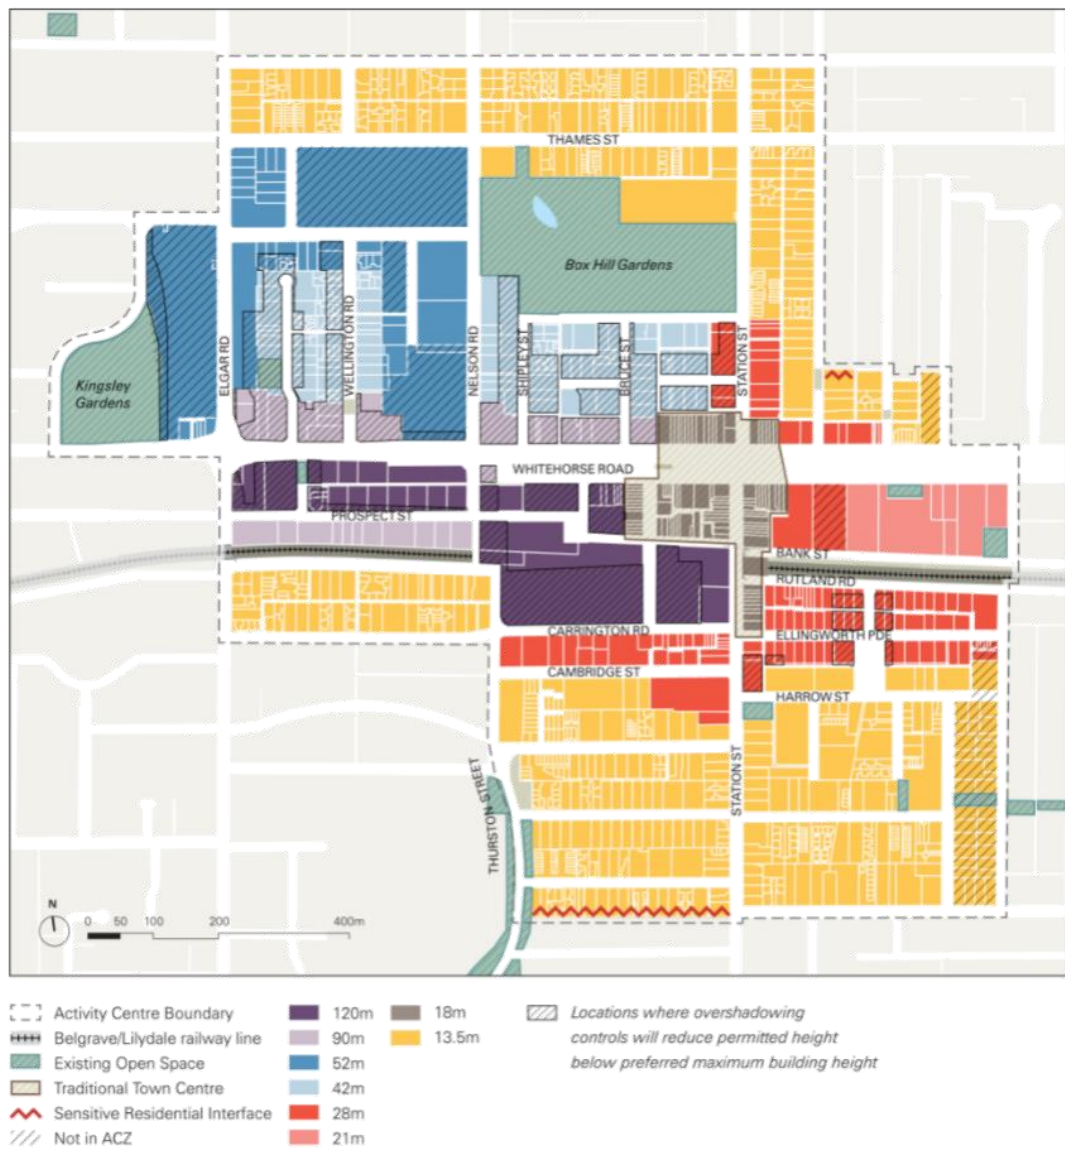 THAMES ST
Box Hill Gardens
Kingsley
Gardens
ELGAR RD
WELLINGTON RD
NELSON RD
SHIPLEY ST
BRUCE ST
STATION ST
WHITEHORSE ROAD
PROSPECT ST
BANK ST
RUTLAND RD
CARRINGTON RD
ELLINGWORTH PDE
CAMBRIDGE ST
HARROW ST
THURSTON STREET
STATION ST
N
0 50 100 200 400m
Activity Centre Boundary
Belgrave/Lilydale railway line
Existing Open Space
Traditional Town Centre
Sensitive Residential Interface
Not in ACZ
120m
90m
52m
42m
28m
21m
18m
13.5m
Locations where overshadowing
controls will reduce permitted height
below preferred maximum building height